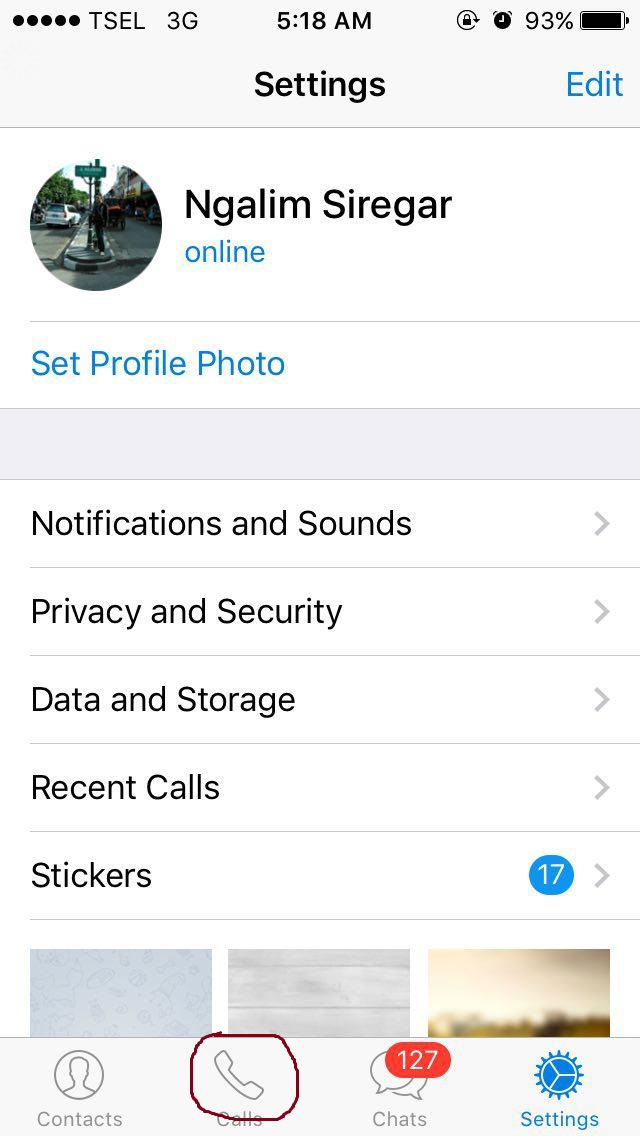 TSEL 3G 5:18 AM 93%
Settings Edit
Ngalim Siregar
online
Set Profile Photo
Notifications and Sounds
Privacy and Security
Data and Storage
Recent Calls
Stickers 17
127
Contacts Calls Chats Settings